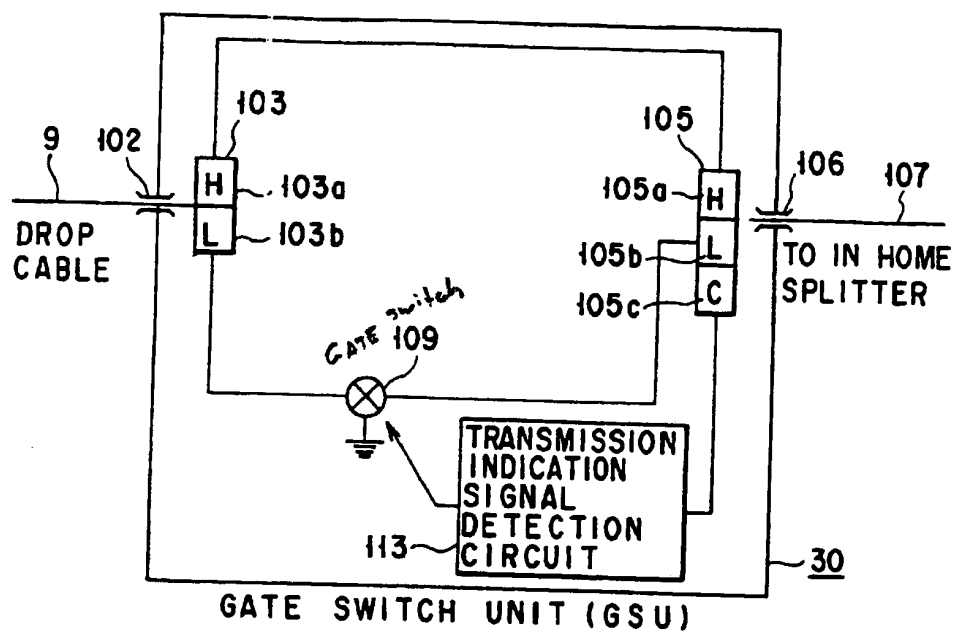 103
105
9
102
106
107
H
103a
105a
H
L
103b
105b
L
DROP
CABLE
TO IN HOME
SPLITTER
105c
C
GATE switch
109
TRANSMISSION
INDICATION
SIGNAL
DETECTION
CIRCUIT
113
30
GATE SWITCH UNIT (GSU)